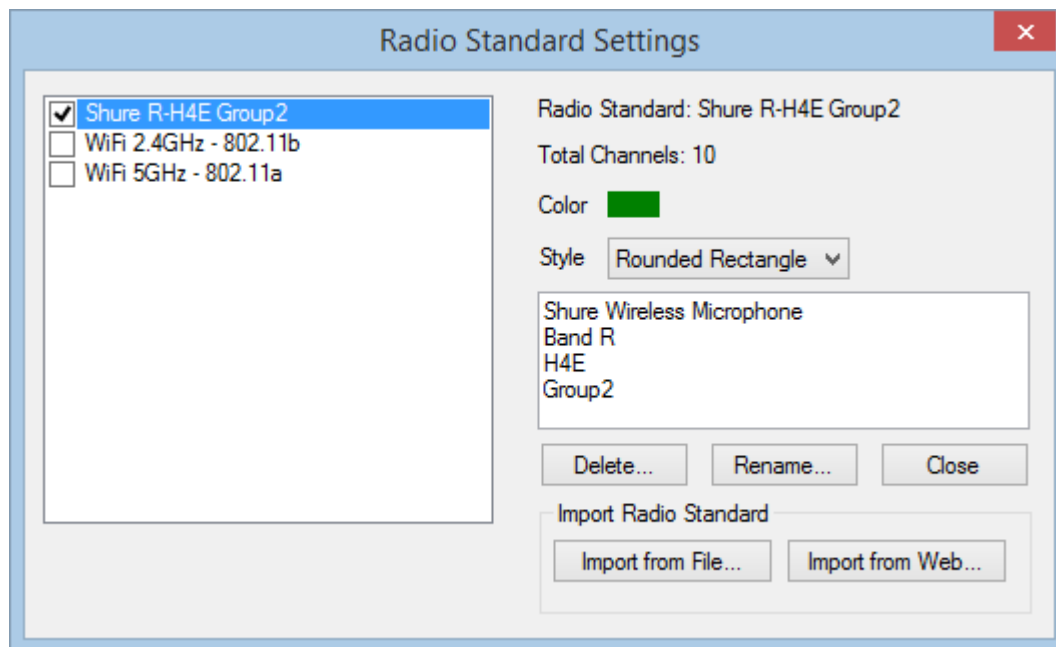 Radio Standard Settings
Shure R-H4E Group2
WiFi 2.4GHz - 802.11b
WiFi 5GHz - 802.11a
Radio Standard: Shure R-H4E Group2
Total Channels: 10
Color
Style Rounded Rectangle
Shure Wireless Microphone
Band R
H4E
Group2
Delete... Rename... Close
Import Radio Standard
Import from File... Import from Web...